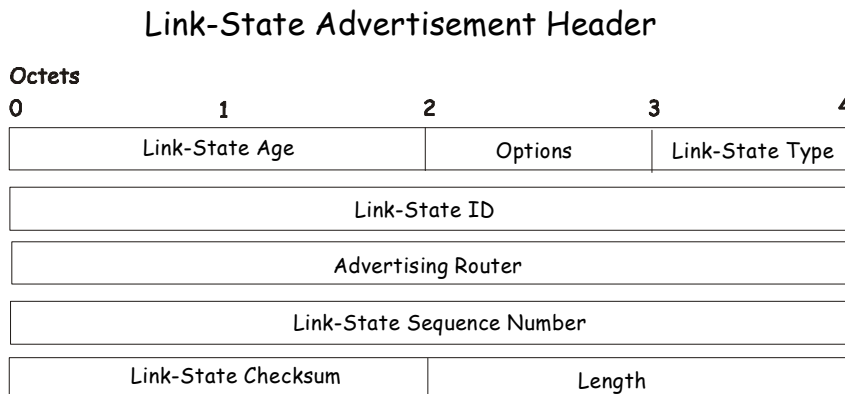 Link-State Advertisement Header
Octets
0 1 2 3 4
Link-State Age Options Link-State Type
Link-State ID
Advertising Router
Link-State Sequence Number
Link-State Checksum Length